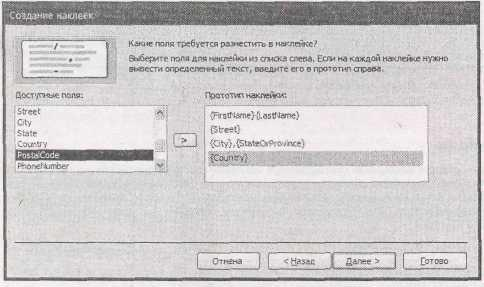 Создание наклеек
Какие поля требуется разместить в наклейке?
Выберите поля для наклейки из списка слева. Если на каждой наклейке нужно
вывести определенный текст, введите его в прототип справа.
Доступные поля:
Прототип наклейки:
Street
City
State
Country
PostalCode
PhoneNumber
>
{FirstName} {LastName}
{Street}
{City},{StateOrProvince}
{Country}
Отмена
< Назад
Далее >
Готово